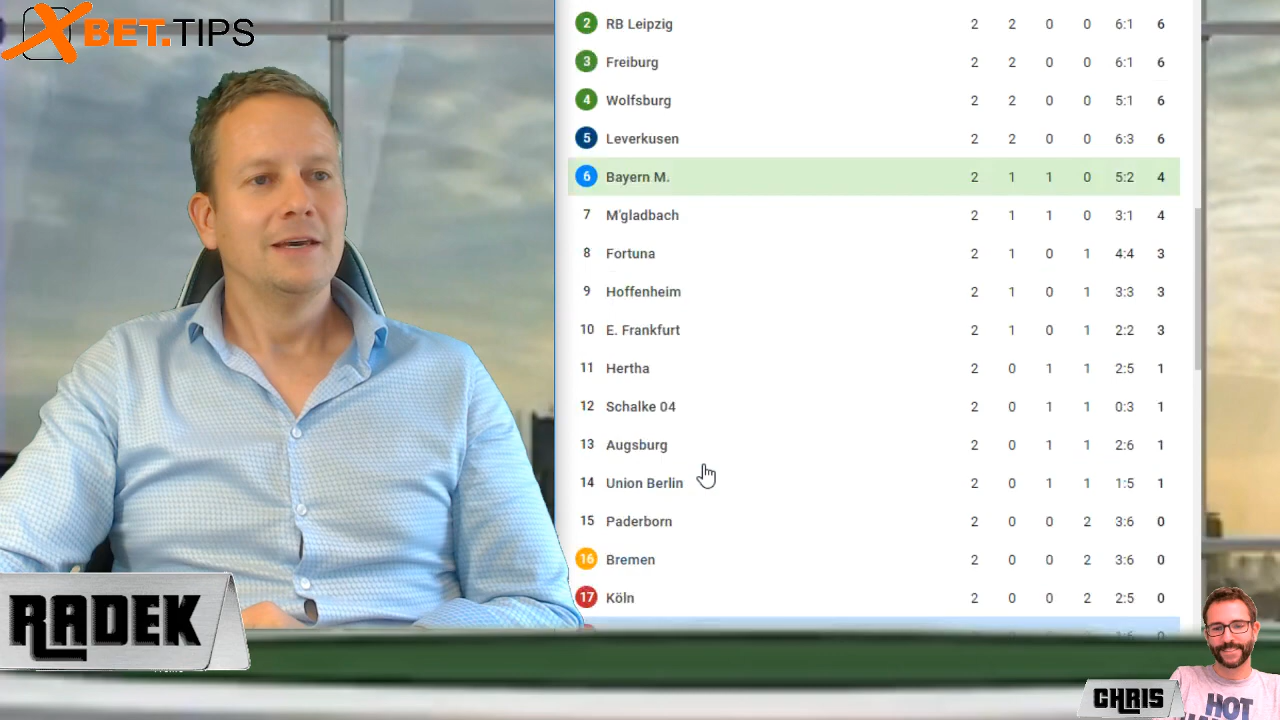 XBET.TIPS
2 RB Leipzig 2 2 0 0 6:1 6
3 Freiburg 2 2 0 0 6:1 6
4 Wolfsburg 2 2 0 0 5:1 6
5 Leverkusen 2 2 0 0 6:3 6
6 Bayern M. 2 1 1 0 5:2 4
7 M'gladbach 2 1 1 0 3:1 4
8 Fortuna 2 1 0 1 4:4 3
9 Hoffenheim 2 1 0 1 3:3 3
10 E. Frankfurt 2 1 0 1 2:2 3
11 Hertha 2 0 1 1 2:5 1
12 Schalke 04 2 0 1 1 0:3 1
13 Augsburg 2 0 1 1 2:6 1
14 Union Berlin 2 0 1 1 1:5 1
15 Paderborn 2 0 0 2 3:6 0
16 Bremen 2 0 0 2 3:6 0
17 Köln 2 0 0 2 2:5 0
RADEK
CHRIS
HOT